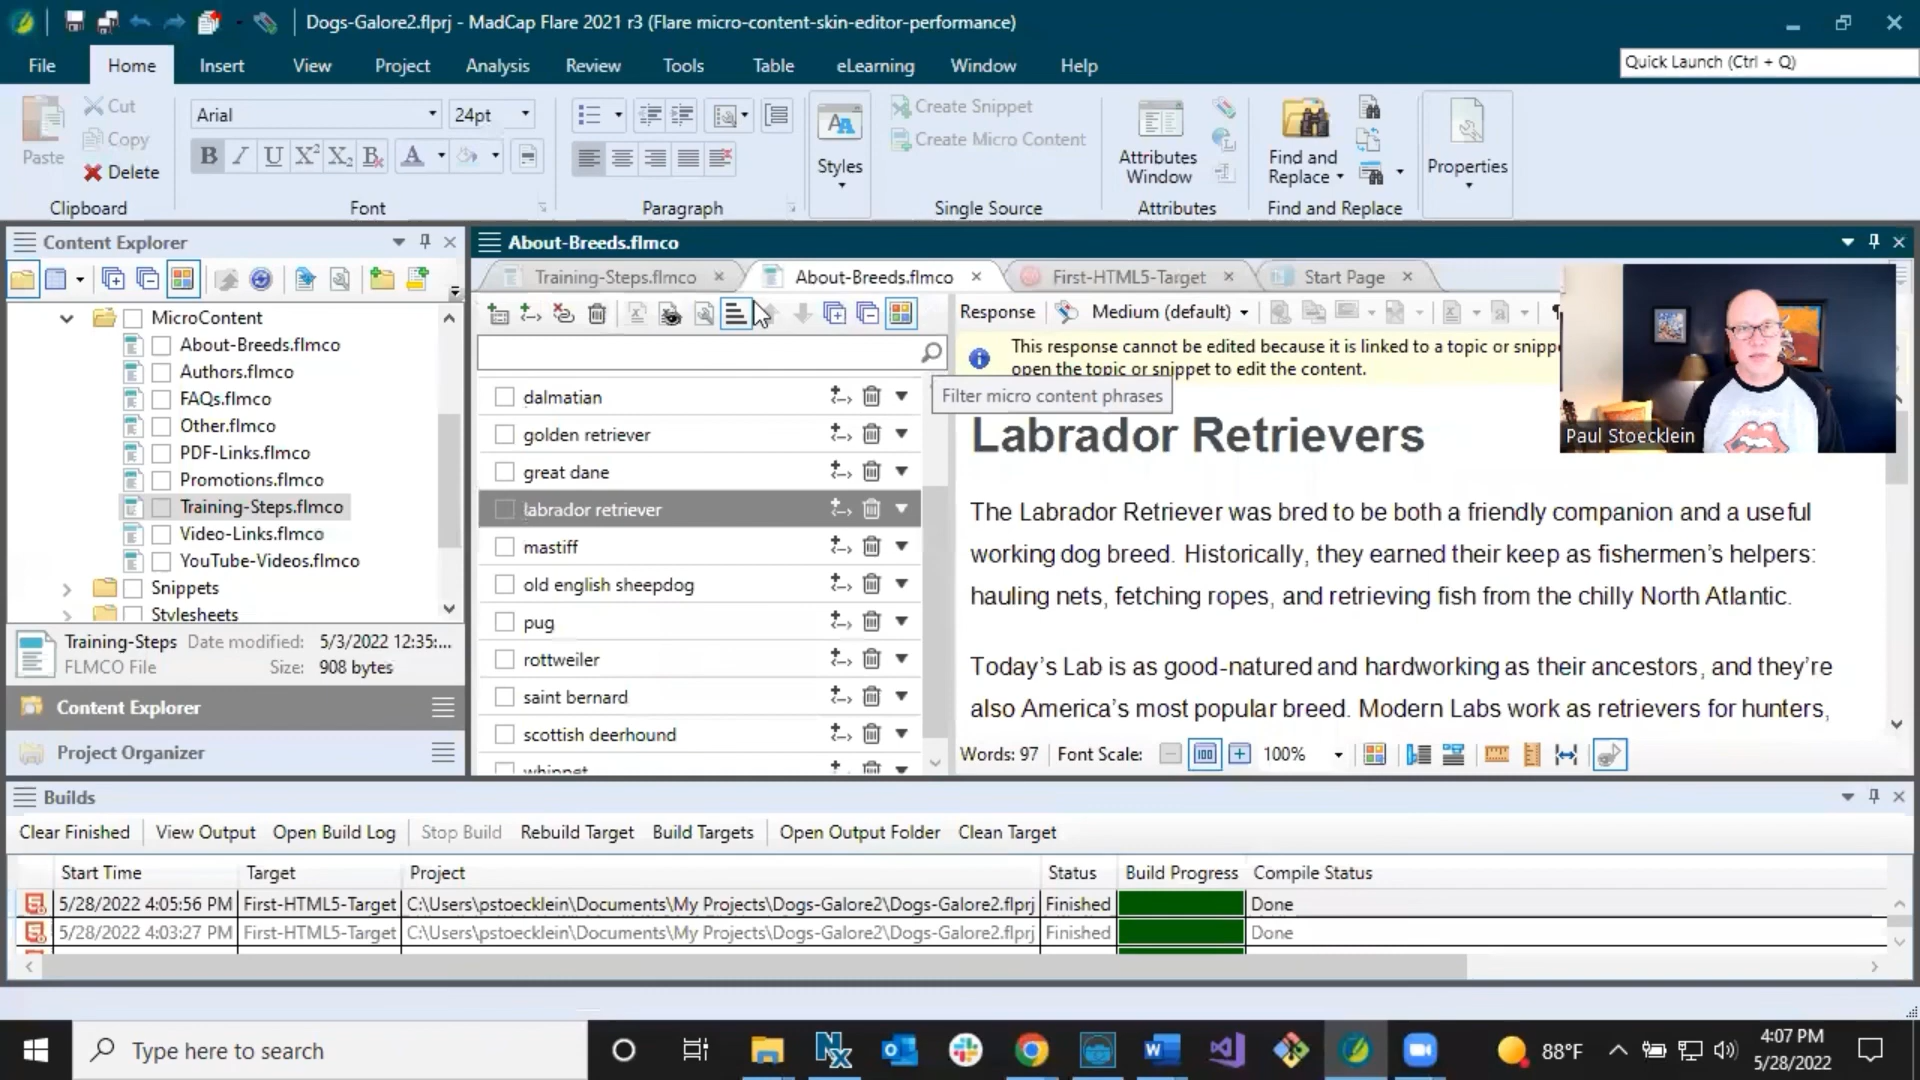 Dogs-Galore2.flprj - MadCap Flare 2021 r3 (Flare micro-content-skin-editor-performance)
File Home Insert View Project Analysis Review Tools Table eLearning Window Help
Quick Launch (Ctrl + Q)
Paste Cut Copy Delete
Clipboard
Arial 24pt
B I U X² X₂ B A
Font
Paragraph
Styles
Create Snippet
Create Micro Content
Single Source
Attributes
Window
Attributes
Find and
Replace
Find and Replace
Properties
Content Explorer
MicroContent
About-Breeds.flmco
Authors.flmco
FAQs.flmco
Other.flmco
PDF-Links.flmco
Promotions.flmco
Training-Steps.flmco
Video-Links.flmco
YouTube-Videos.flmco
Snippets
Stylesheets
Training-Steps Date modified: 5/3/2022 12:35:...
FLMCO File Size: 908 bytes
Content Explorer
Project Organizer
About-Breeds.flmco
Training-Steps.flmco About-Breeds.flmco First-HTML5-Target Start Page
dalmatian
golden retriever
great dane
labrador retriever
mastiff
old english sheepdog
pug
rottweiler
saint bernard
scottish deerhound
whippet
Filter micro content phrases
Response Medium (default)
This response cannot be edited because it is linked to a topic or snipp
open the topic or snippet to edit the content.
Labrador Retrievers
The Labrador Retriever was bred to be both a friendly companion and a useful
working dog breed. Historically, they earned their keep as fishermen’s helpers:
hauling nets, fetching ropes, and retrieving fish from the chilly North Atlantic.
Today’s Lab is as good-natured and hardworking as their ancestors, and they’re
also America’s most popular breed. Modern Labs work as retrievers for hunters,
Words: 97 Font Scale: 100 100%
Paul Stoecklein
Builds
Clear Finished View Output Open Build Log Stop Build Rebuild Target Build Targets Open Output Folder Clean Target
Start Time Target Project Status Build Progress Compile Status
5/28/2022 4:05:56 PM First-HTML5-Target C:\Users\pstoecklein\Documents\My Projects\Dogs-Galore2\Dogs-Galore2.flprj Finished Done
5/28/2022 4:03:27 PM First-HTML5-Target C:\Users\pstoecklein\Documents\My Projects\Dogs-Galore2\Dogs-Galore2.flprj Finished Done
Type here to search
88°F
4:07 PM
5/28/2022